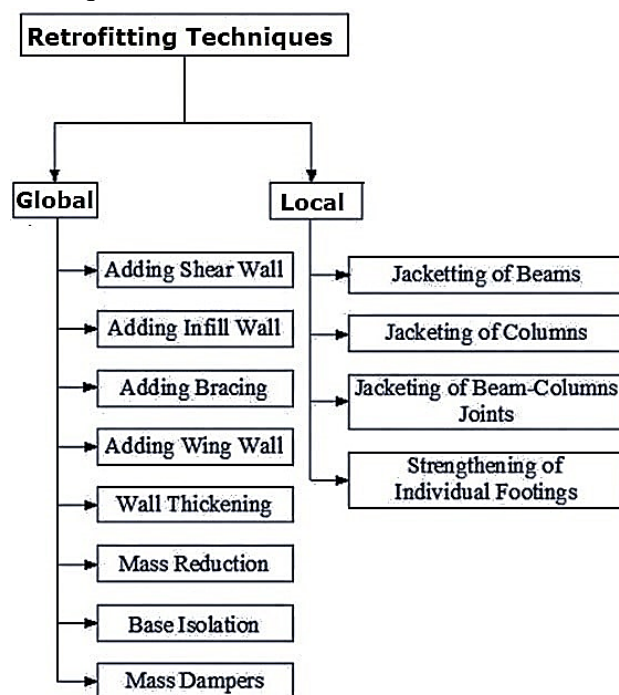 Retrofitting Techniques
Global
Local
Adding Shear Wall
Adding Infill Wall
Adding Bracing
Adding Wing Wall
Wall Thickening
Mass Reduction
Base Isolation
Mass Dampers
Jacketting of Beams
Jacketing of Columns
Jacketing of Beam-Columns
Joints
Strengthening of
Individual Footings